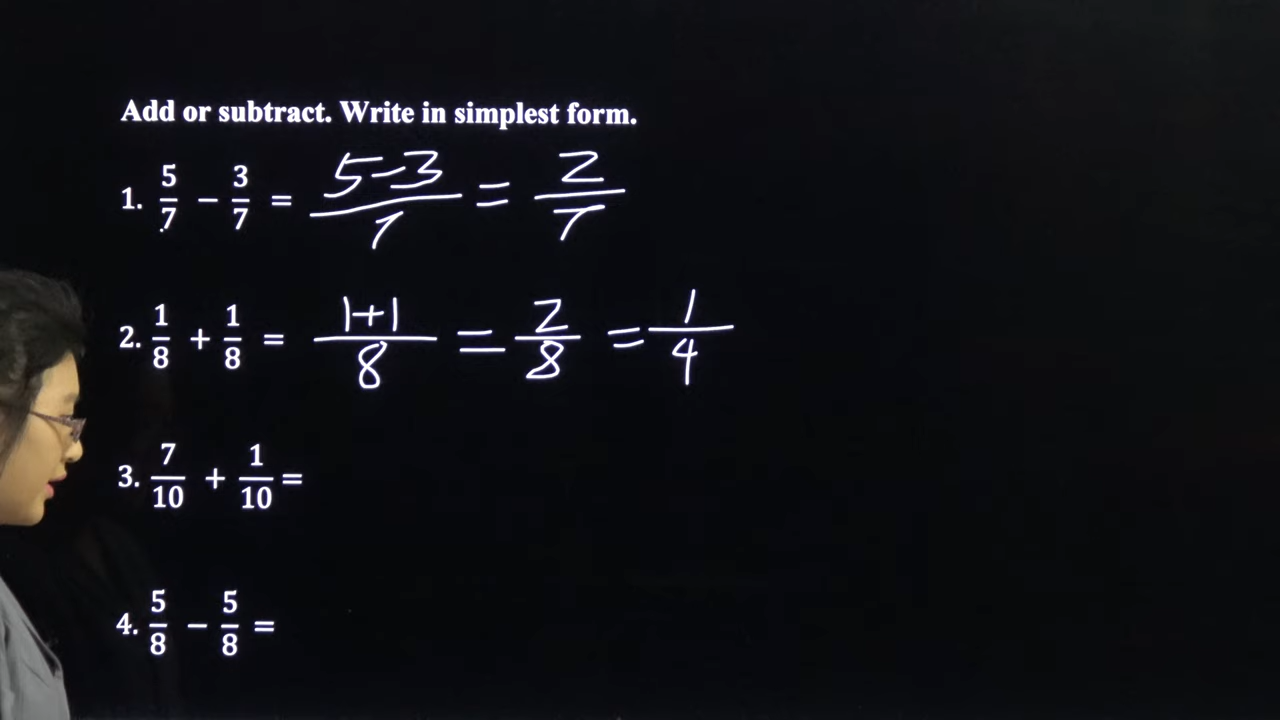 Add or subtract. Write in simplest form.
1. 5/7 − 3/7 = 5−3/7 = 2/7
2. 1/8 + 1/8 = 1+1/8 = 2/8 = 1/4
3. 7/10 + 1/10 =
4. 5/8 − 5/8 =